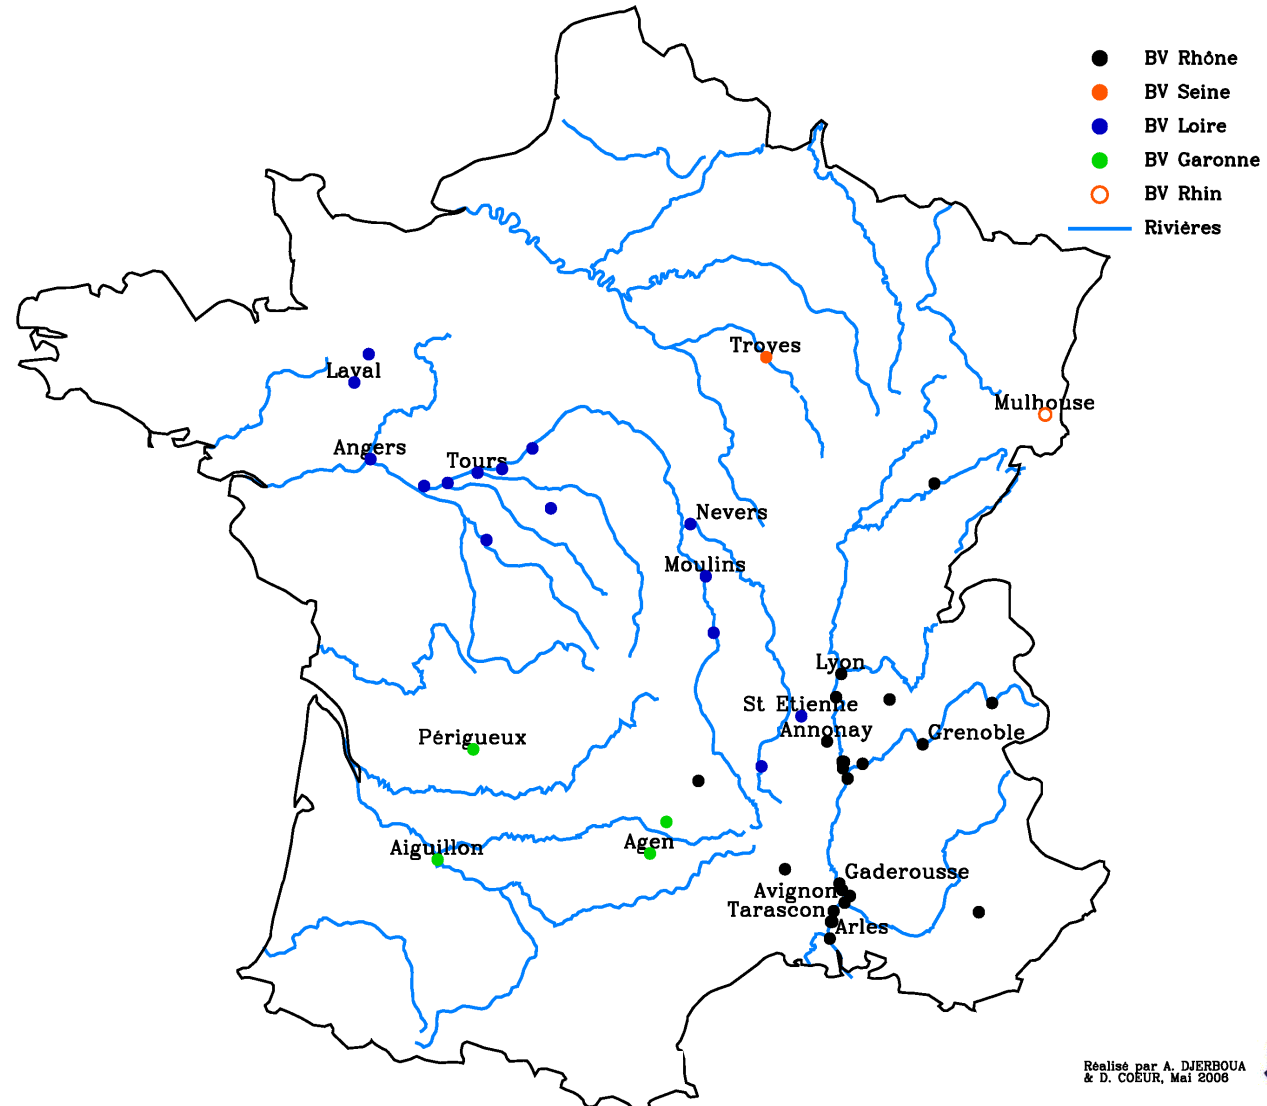 BV Rhône
BV Seine
BV Loire
BV Garonne
BV Rhin
Rivières
Troyes
Laval
Mulhouse
Angers
Tours
Nevers
Moulins
Lyon
St Etienne
Annonay
Grenoble
Périgueux
Aiguillon
Agen
Gaderousse
Avignon
Tarascon
Arles
Réalisé par A. DJERBOUA
& D. COEUR, Mai 2006